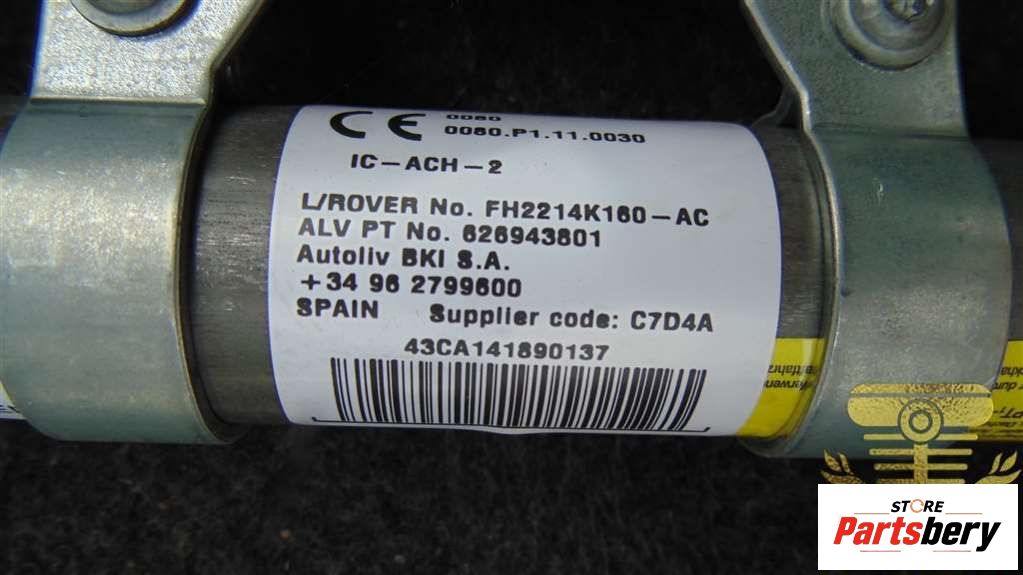 CE 0080
0080.P1.11.0030
IC-ACH-2
L/ROVER No. FH2214K160-AC
ALV PT No. 626943801
Autoliv BKI S.A.
+34 96 2799600
SPAIN Supplier code: C7D4A
43CA141890137
STORE
Partsbery